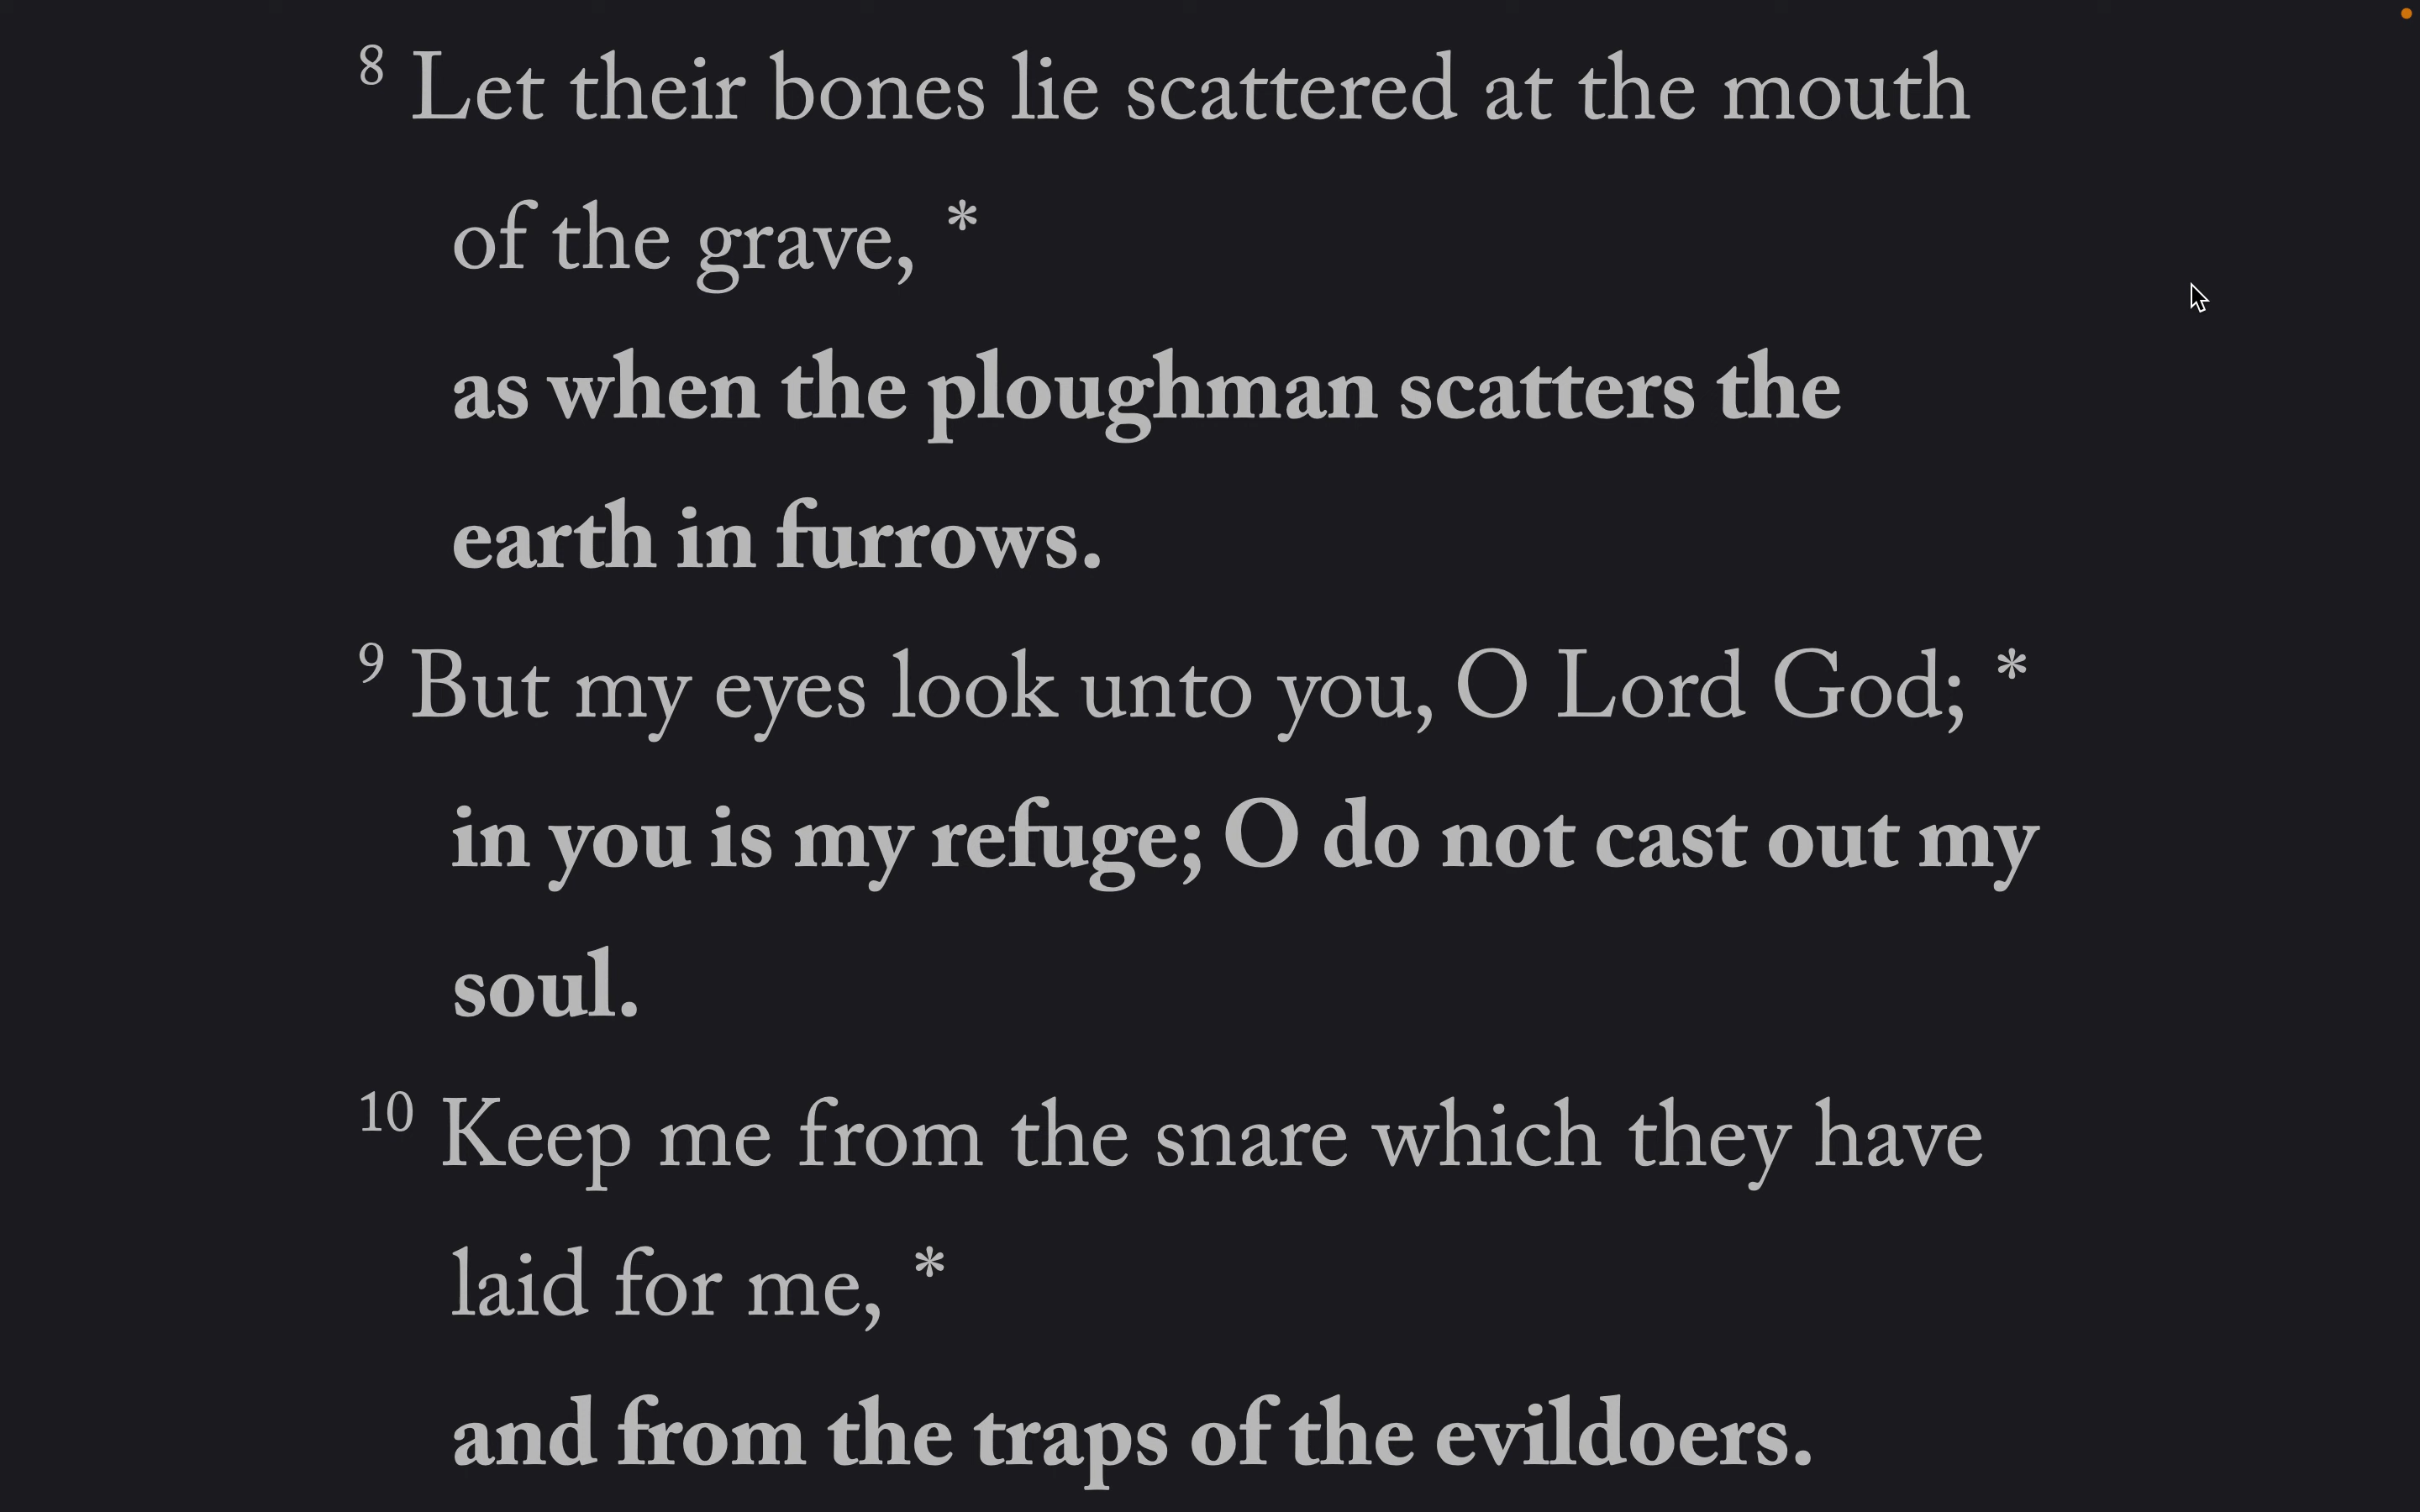 8 Let their bones lie scattered at the mouth
of the grave, *
as when the ploughman scatters the
earth in furrows.
9 But my eyes look unto you, O Lord God; *
in you is my refuge; O do not cast out my
soul.
10 Keep me from the snare which they have
laid for me, *
and from the traps of the evildoers.